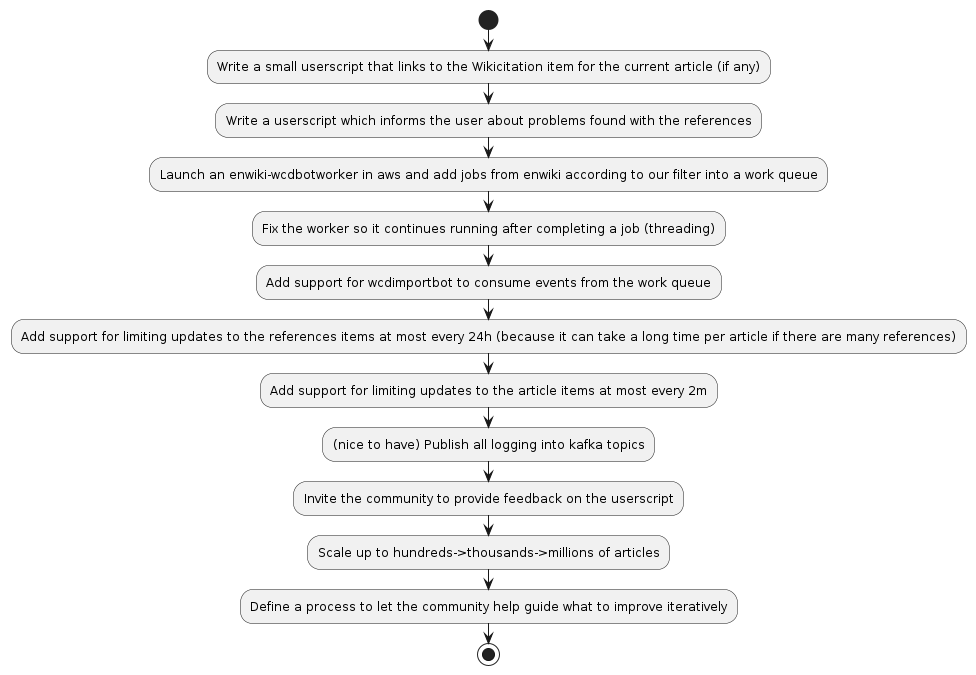 Write a small userscript that links to the Wikicitation item for the current article (if any)
Write a userscript which informs the user about problems found with the references
Launch an enwiki-wcdbotworker in aws and add jobs from enwiki according to our filter into a work queue
Fix the worker so it continues running after completing a job (threading)
Add support for wcdimportbot to consume events from the work queue
Add support for limiting updates to the references items at most every 24h (because it can take a long time per article if there are many references)
Add support for limiting updates to the article items at most every 2m
(nice to have) Publish all logging into kafka topics
Invite the community to provide feedback on the userscript
Scale up to hundreds->thousands->millions of articles
Define a process to let the community help guide what to improve iteratively